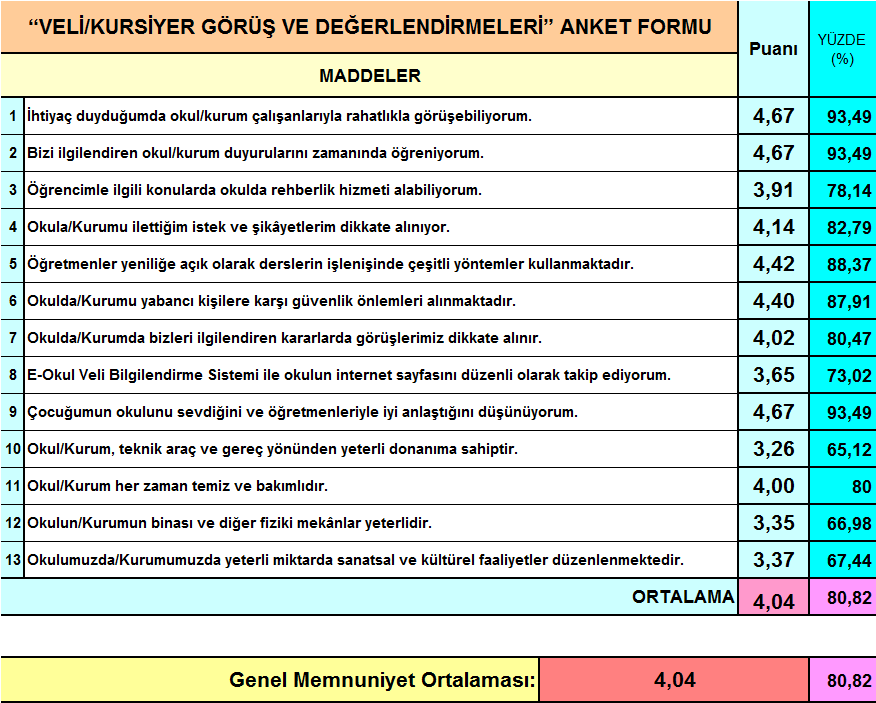 “VELİ/KURSİYER GÖRÜŞ VE DEĞERLENDİRMELERİ” ANKET FORMU
Puanı
YÜZDE
(%)
MADDELER
1 İhtiyaç duyduğumda okul/kurum çalışanlarıyla rahatlıkla görüşebiliyorum. 4,67 93,49
2 Bizi ilgilendiren okul/kurum duyurularını zamanında öğreniyorum. 4,67 93,49
3 Öğrencimle ilgili konularda okulda rehberlik hizmeti alabiliyorum. 3,91 78,14
4 Okula/Kurumu ilettiğim istek ve şikâyetlerim dikkate alınıyor. 4,14 82,79
5 Öğretmenler yeniliğe açık olarak derslerin işlenişinde çeşitli yöntemler kullanmaktadır. 4,42 88,37
6 Okulda/Kurumu yabancı kişilere karşı güvenlik önlemleri alınmaktadır. 4,40 87,91
7 Okulda/Kurumda bizleri ilgilendiren kararlarda görüşlerimiz dikkate alınır. 4,02 80,47
8 E-Okul Veli Bilgilendirme Sistemi ile okulun internet sayfasını düzenli olarak takip ediyorum. 3,65 73,02
9 Çocuğumun okulunu sevdiğini ve öğretmenleriyle iyi anlaştığını düşünüyorum. 4,67 93,49
10 Okul/Kurum, teknik araç ve gereç yönünden yeterli donanıma sahiptir. 3,26 65,12
11 Okul/Kurum her zaman temiz ve bakımlıdır. 4,00 80
12 Okulun/Kurumun binası ve diğer fiziki mekânlar yeterlidir. 3,35 66,98
13 Okulumuzda/Kurumumuzda yeterli miktarda sanatsal ve kültürel faaliyetler düzenlenmektedir. 3,37 67,44
ORTALAMA 4,04 80,82
Genel Memnuniyet Ortalaması: 4,04 80,82